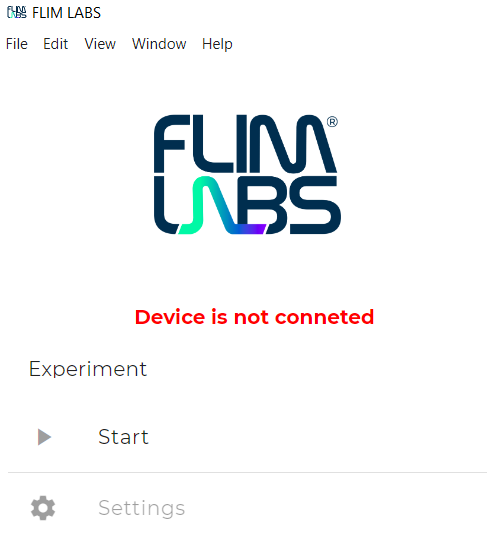 FLIM LABS
File Edit View Window Help
FLIM®
LABS
Device is not conneted
Experiment
Start
Settings